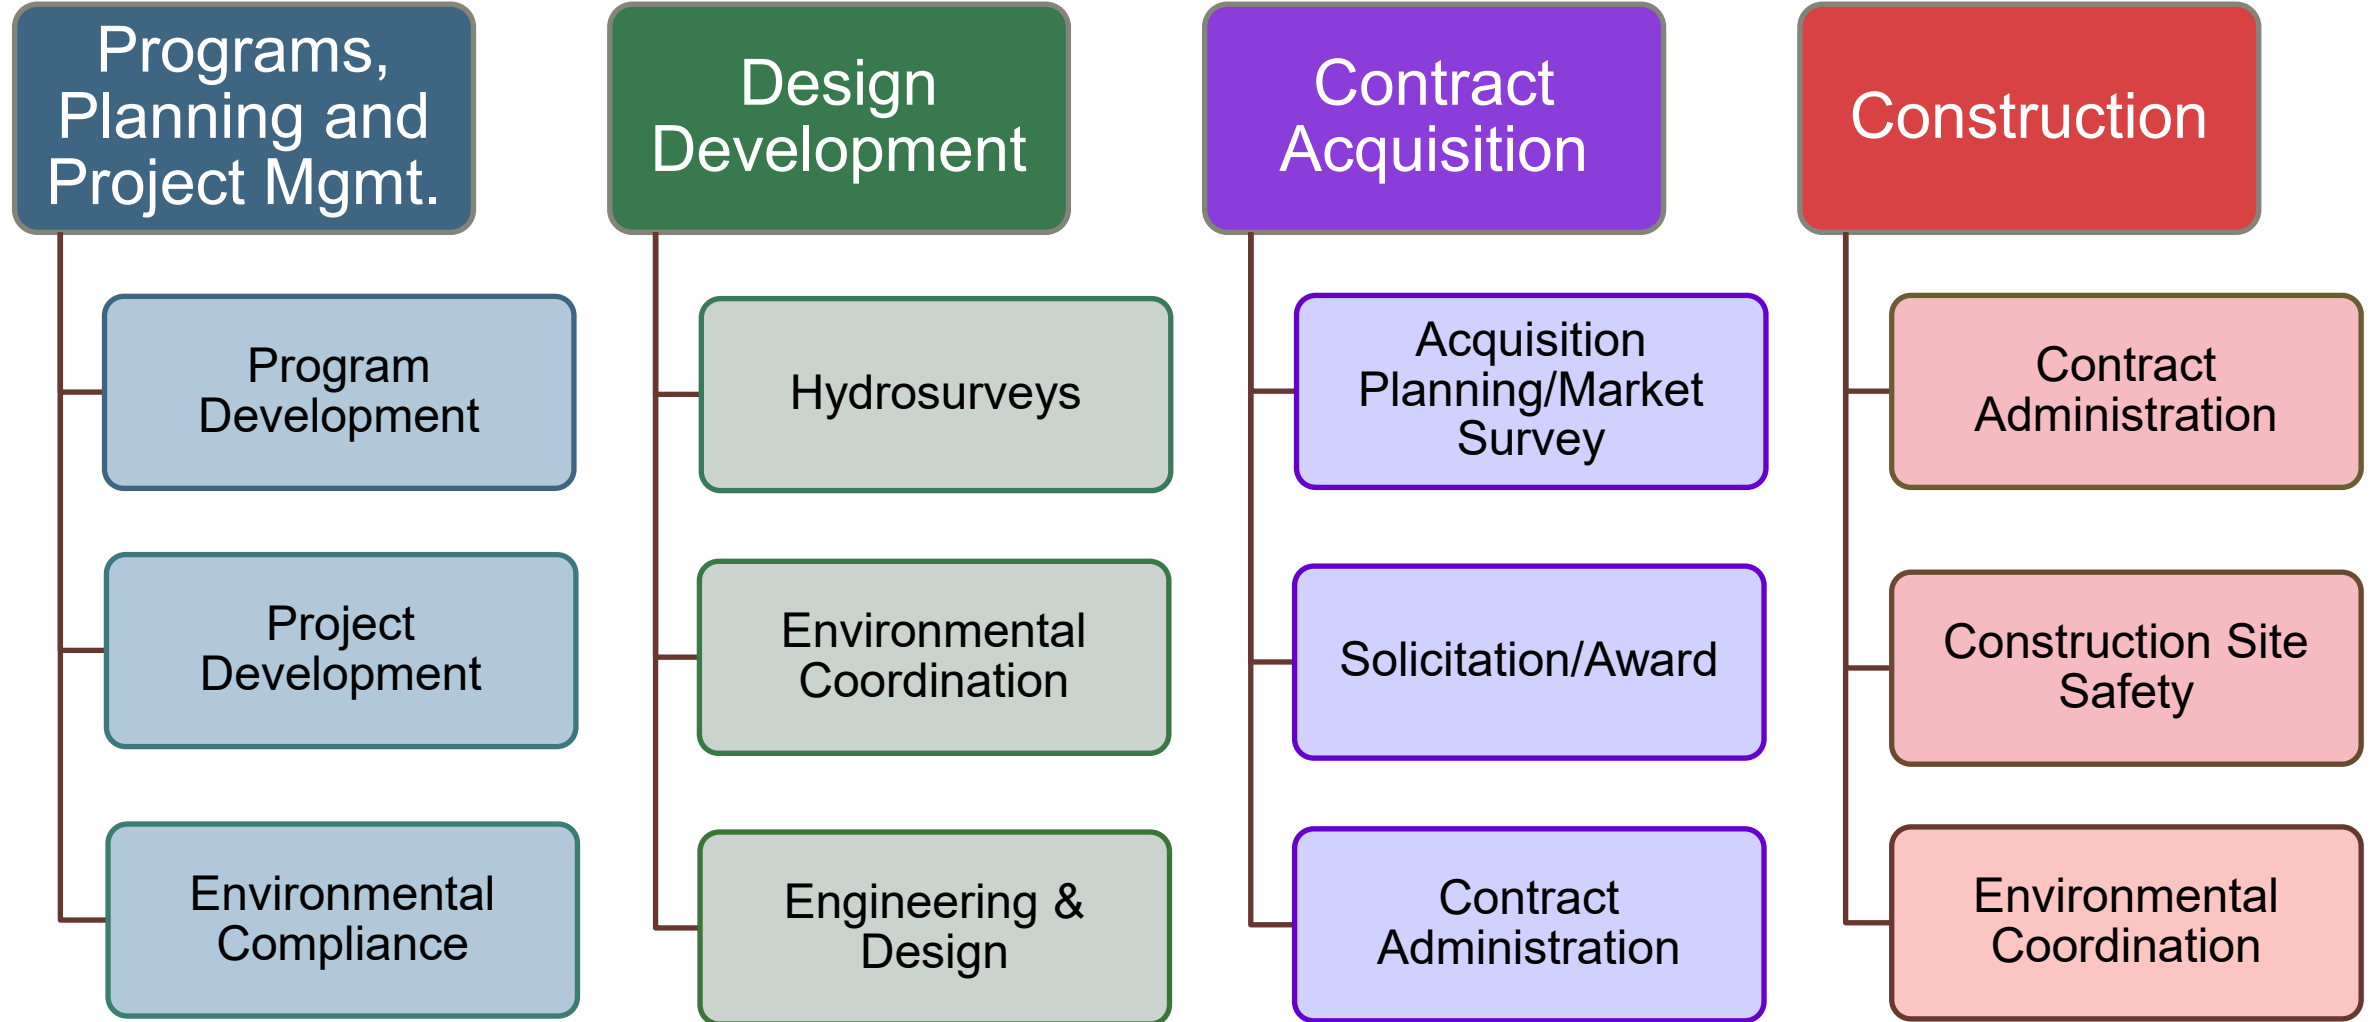 Programs,
Planning and
Project Mgmt.
Program
Development
Project
Development
Environmental
Compliance
Design
Development
Hydrosurveys
Environmental
Coordination
Engineering &
Design
Contract
Acquisition
Acquisition
Planning/Market
Survey
Solicitation/Award
Contract
Administration
Construction
Contract
Administration
Construction Site
Safety
Environmental
Coordination